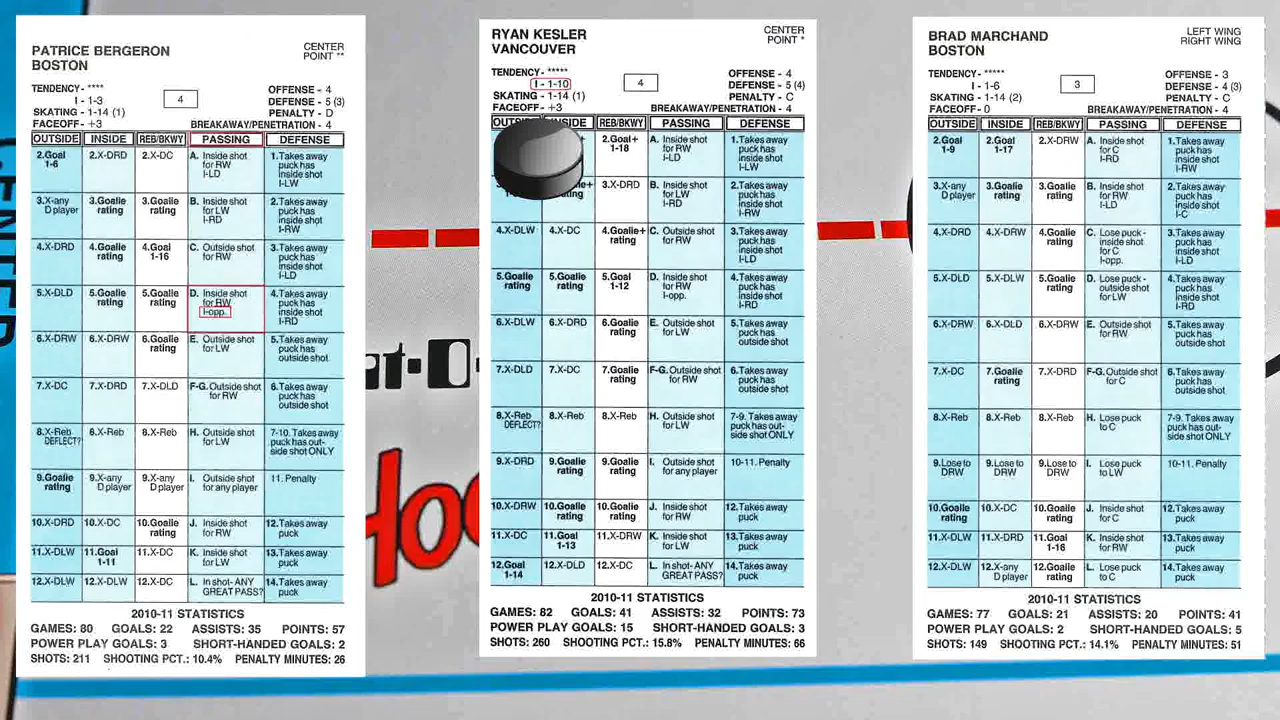 PATRICE BERGERON
BOSTON
CENTER
POINT **
TENDENCY- ****
I - 1-3
SKATING- 1-14 (1)
FACEOFF- +3
4
OFFENSE - 4
DEFENSE - 5 (3)
PENALTY - D
BREAKAWAY/PENETRATION - 4
OUTSIDE INSIDE REB/BKWY PASSING DEFENSE
2.Goal 1-6
2.X-DRD
2.X-DC
A. Inside shot for RW I-LD
1.Takes away puck has inside shot I-LW
3.X-any D player
3.Goalie rating
3.Goalie rating
B. Inside shot for LW I-RD
2.Takes away puck has inside shot I-RW
4.X-DRD
4.Goalie rating
4.Goal 1-16
C. Outside shot for RW
3.Takes away puck has inside shot I-LD
5.X-DLD
5.Goalie rating
5.Goalie rating
D. Inside shot for RW I-opp.
4.Takes away puck has inside shot I-RD
6.X-DRW
6.X-DRW
6.Goalie rating
E. Outside shot for LW
5.Takes away puck has outside shot
7.X-DC
7.X-DRD
7.X-DLD
F-G. Outside shot for RW
6.Takes away puck has outside shot
8.X-Reb DEFLECT?
8.X-Reb
8.X-Reb
H. Outside shot for LW
7-10. Takes away puck has out- side shot ONLY
9.Goalie rating
9.X-any D player
9.X-any D player
I. Outside shot for any player
11. Penalty
10.X-DRD
10.X-DC
10.Goalie rating
J. Inside shot for RW
12.Takes away puck
11.X-DLW
11.Goal 1-11
11.X-DC
K. Inside shot for LW
13.Takes away puck
12.X-DLW
12.X-DLW
12.X-DC
L. In shot- ANY GREAT PASS?
14.Takes away puck
2010-11 STATISTICS
GAMES: 80 GOALS: 22 ASSISTS: 35 POINTS: 57
POWER PLAY GOALS: 3 SHORT-HANDED GOALS: 2
SHOTS: 211 SHOOTING PCT.: 10.4% PENALTY MINUTES: 26
RYAN KESLER
VANCOUVER
CENTER
POINT *
TENDENCY- *****
I - 1-10
SKATING- 1-14 (1)
FACEOFF- +3
4
OFFENSE - 4
DEFENSE - 5 (4)
PENALTY - C
BREAKAWAY/PENETRATION - 4
REB/BKWY PASSING DEFENSE
2.Goal+ 1-18
A. Inside shot for RW I-LD
1.Takes away puck has inside shot I-LW
3.X-DRD
B. Inside shot for LW I-RD
2.Takes away puck has inside shot I-RW
4.X-DLW
4.X-DC
4.Goalie+ rating
C. Outside shot for RW
3.Takes away puck has inside shot I-LD
5.Goalie rating
5.Goalie rating
5.Goal 1-12
D. Inside shot for RW I-opp.
4.Takes away puck has inside shot I-RD
6.X-DLW
6.X-DRD
6.Goalie rating
E. Outside shot for LW
5.Takes away puck has outside shot
7.X-DLD
7.X-DC
7.Goalie rating
F-G. Outside shot for RW
6.Takes away puck has outside shot
8.X-Reb DEFLECT?
8.X-Reb
8.X-Reb
H. Outside shot for LW
7-9. Takes away puck has out- side shot ONLY
9.X-DRD
9.Goalie rating
9.Goalie rating
I. Outside shot for any player
10-11. Penalty
10.X-DRW
10.Goalie rating
10.Goalie rating
J. Inside shot for RW
12.Takes away puck
11.X-DC
11.Goal 1-13
11.X-DRW
K. Inside shot for LW
13.Takes away puck
12.Goal 1-14
12.X-DLD
12.X-DC
L. In shot- ANY GREAT PASS?
14.Takes away puck
2010-11 STATISTICS
GAMES: 82 GOALS: 41 ASSISTS: 32 POINTS: 73
POWER PLAY GOALS: 15 SHORT-HANDED GOALS: 3
SHOTS: 260 SHOOTING PCT.: 15.8% PENALTY MINUTES: 66
BRAD MARCHAND
BOSTON
LEFT WING
RIGHT WING
TENDENCY- *****
I - 1-6
SKATING- 1-14 (2)
FACEOFF- 0
3
OFFENSE - 3
DEFENSE - 4 (3)
PENALTY - C
BREAKAWAY/PENETRATION - 4
OUTSIDE INSIDE REB/BKWY PASSING DEFENSE
2.Goal 1-9
2.Goal 1-17
2.X-DRW
A. Inside shot for C I-RD
1.Takes away puck has inside shot I-RW
3.X-any D player
3.Goalie rating
3.Goalie rating
B. Inside shot for RW I-LD
2.Takes away puck has inside shot I-C
4.X-DRD
4.X-DRW
4.Goalie rating
C. Lose puck- inside shot for C I-opp.
3.Takes away puck has inside shot I-LD
5.X-DLD
5.X-DLW
5.Goalie rating
D. Lose puck- outside shot for LW
4.Takes away puck has inside shot I-RD
6.X-DRW
6.X-DLD
6.X-DRW
E. Outside shot for RW
5.Takes away puck has outside shot
7.X-DC
7.Goalie rating
7.X-DRD
F-G. Outside shot for C
6.Takes away puck has outside shot
8.X-Reb
8.X-Reb
8.X-Reb
H. Lose puck to C
7-9. Takes away puck has out- side shot ONLY
9.Lose to DRW
9.Lose to DRW
9.Lose to DRW
I. Lose puck to LW
10-11. Penalty
10.Goalie rating
10.X-DC
10.Goalie rating
J. Inside shot for C
12.Takes away puck
11.X-DLW
11.X-DRD
11.Goal 1-16
K. Inside shot for RW
13.Takes away puck
12.X-DLW
12.X-any D player
12.Goalie rating
L. Lose puck to C
14.Takes away puck
2010-11 STATISTICS
GAMES: 77 GOALS: 21 ASSISTS: 20 POINTS: 41
POWER PLAY GOALS: 2 SHORT-HANDED GOALS: 5
SHOTS: 149 SHOOTING PCT.: 14.1% PENALTY MINUTES: 51